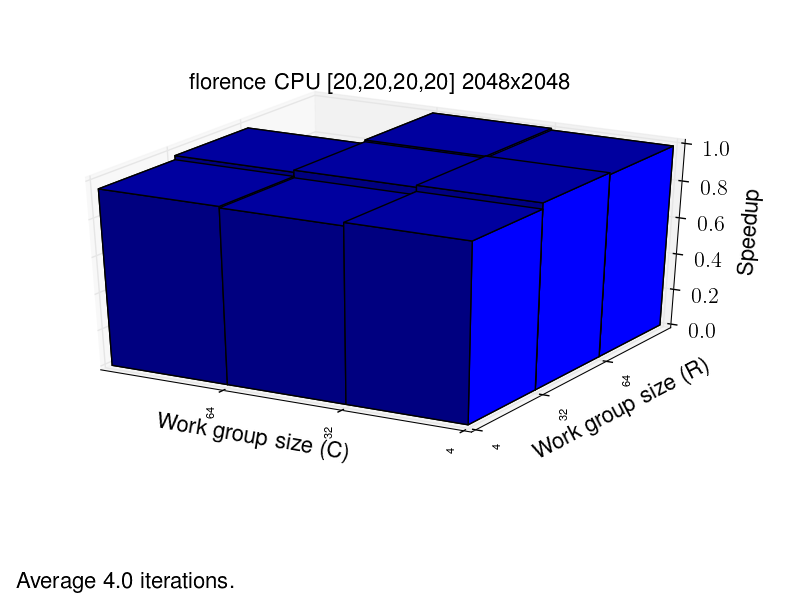 florence CPU [20,20,20,20] 2048x2048
1.0
0.8
0.6
0.4
0.2
0.0
Speedup
64
32
4
Work group size (C)
4
32
64
Work group size (R)
Average 4.0 iterations.